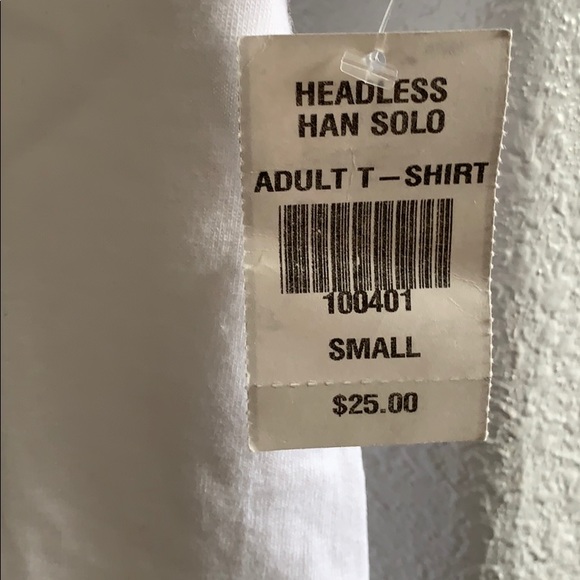 HEADLESS
HAN SOLO
ADULT T-SHIRT
100401
SMALL
$25.00